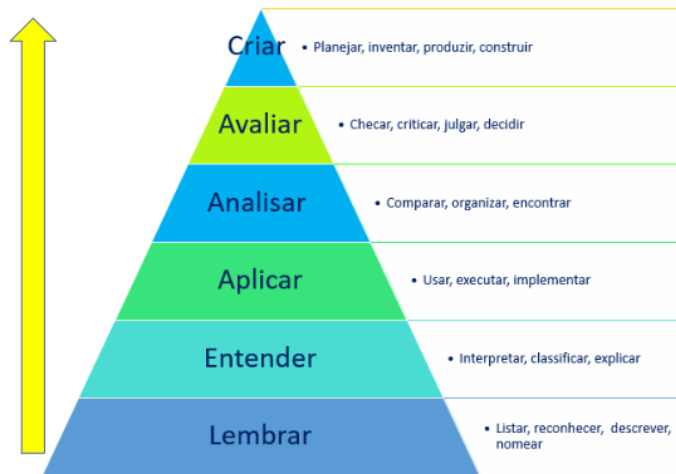 Criar
• Planejar, inventar, produzir, construir
Avaliar
• Checar, criticar, julgar, decidir
Analisar
• Comparar, organizar, encontrar
Aplicar
• Usar, executar, implementar
Entender
• Interpretar, classificar, explicar
Lembrar
• Listar, reconhecer, descrever,
nomear